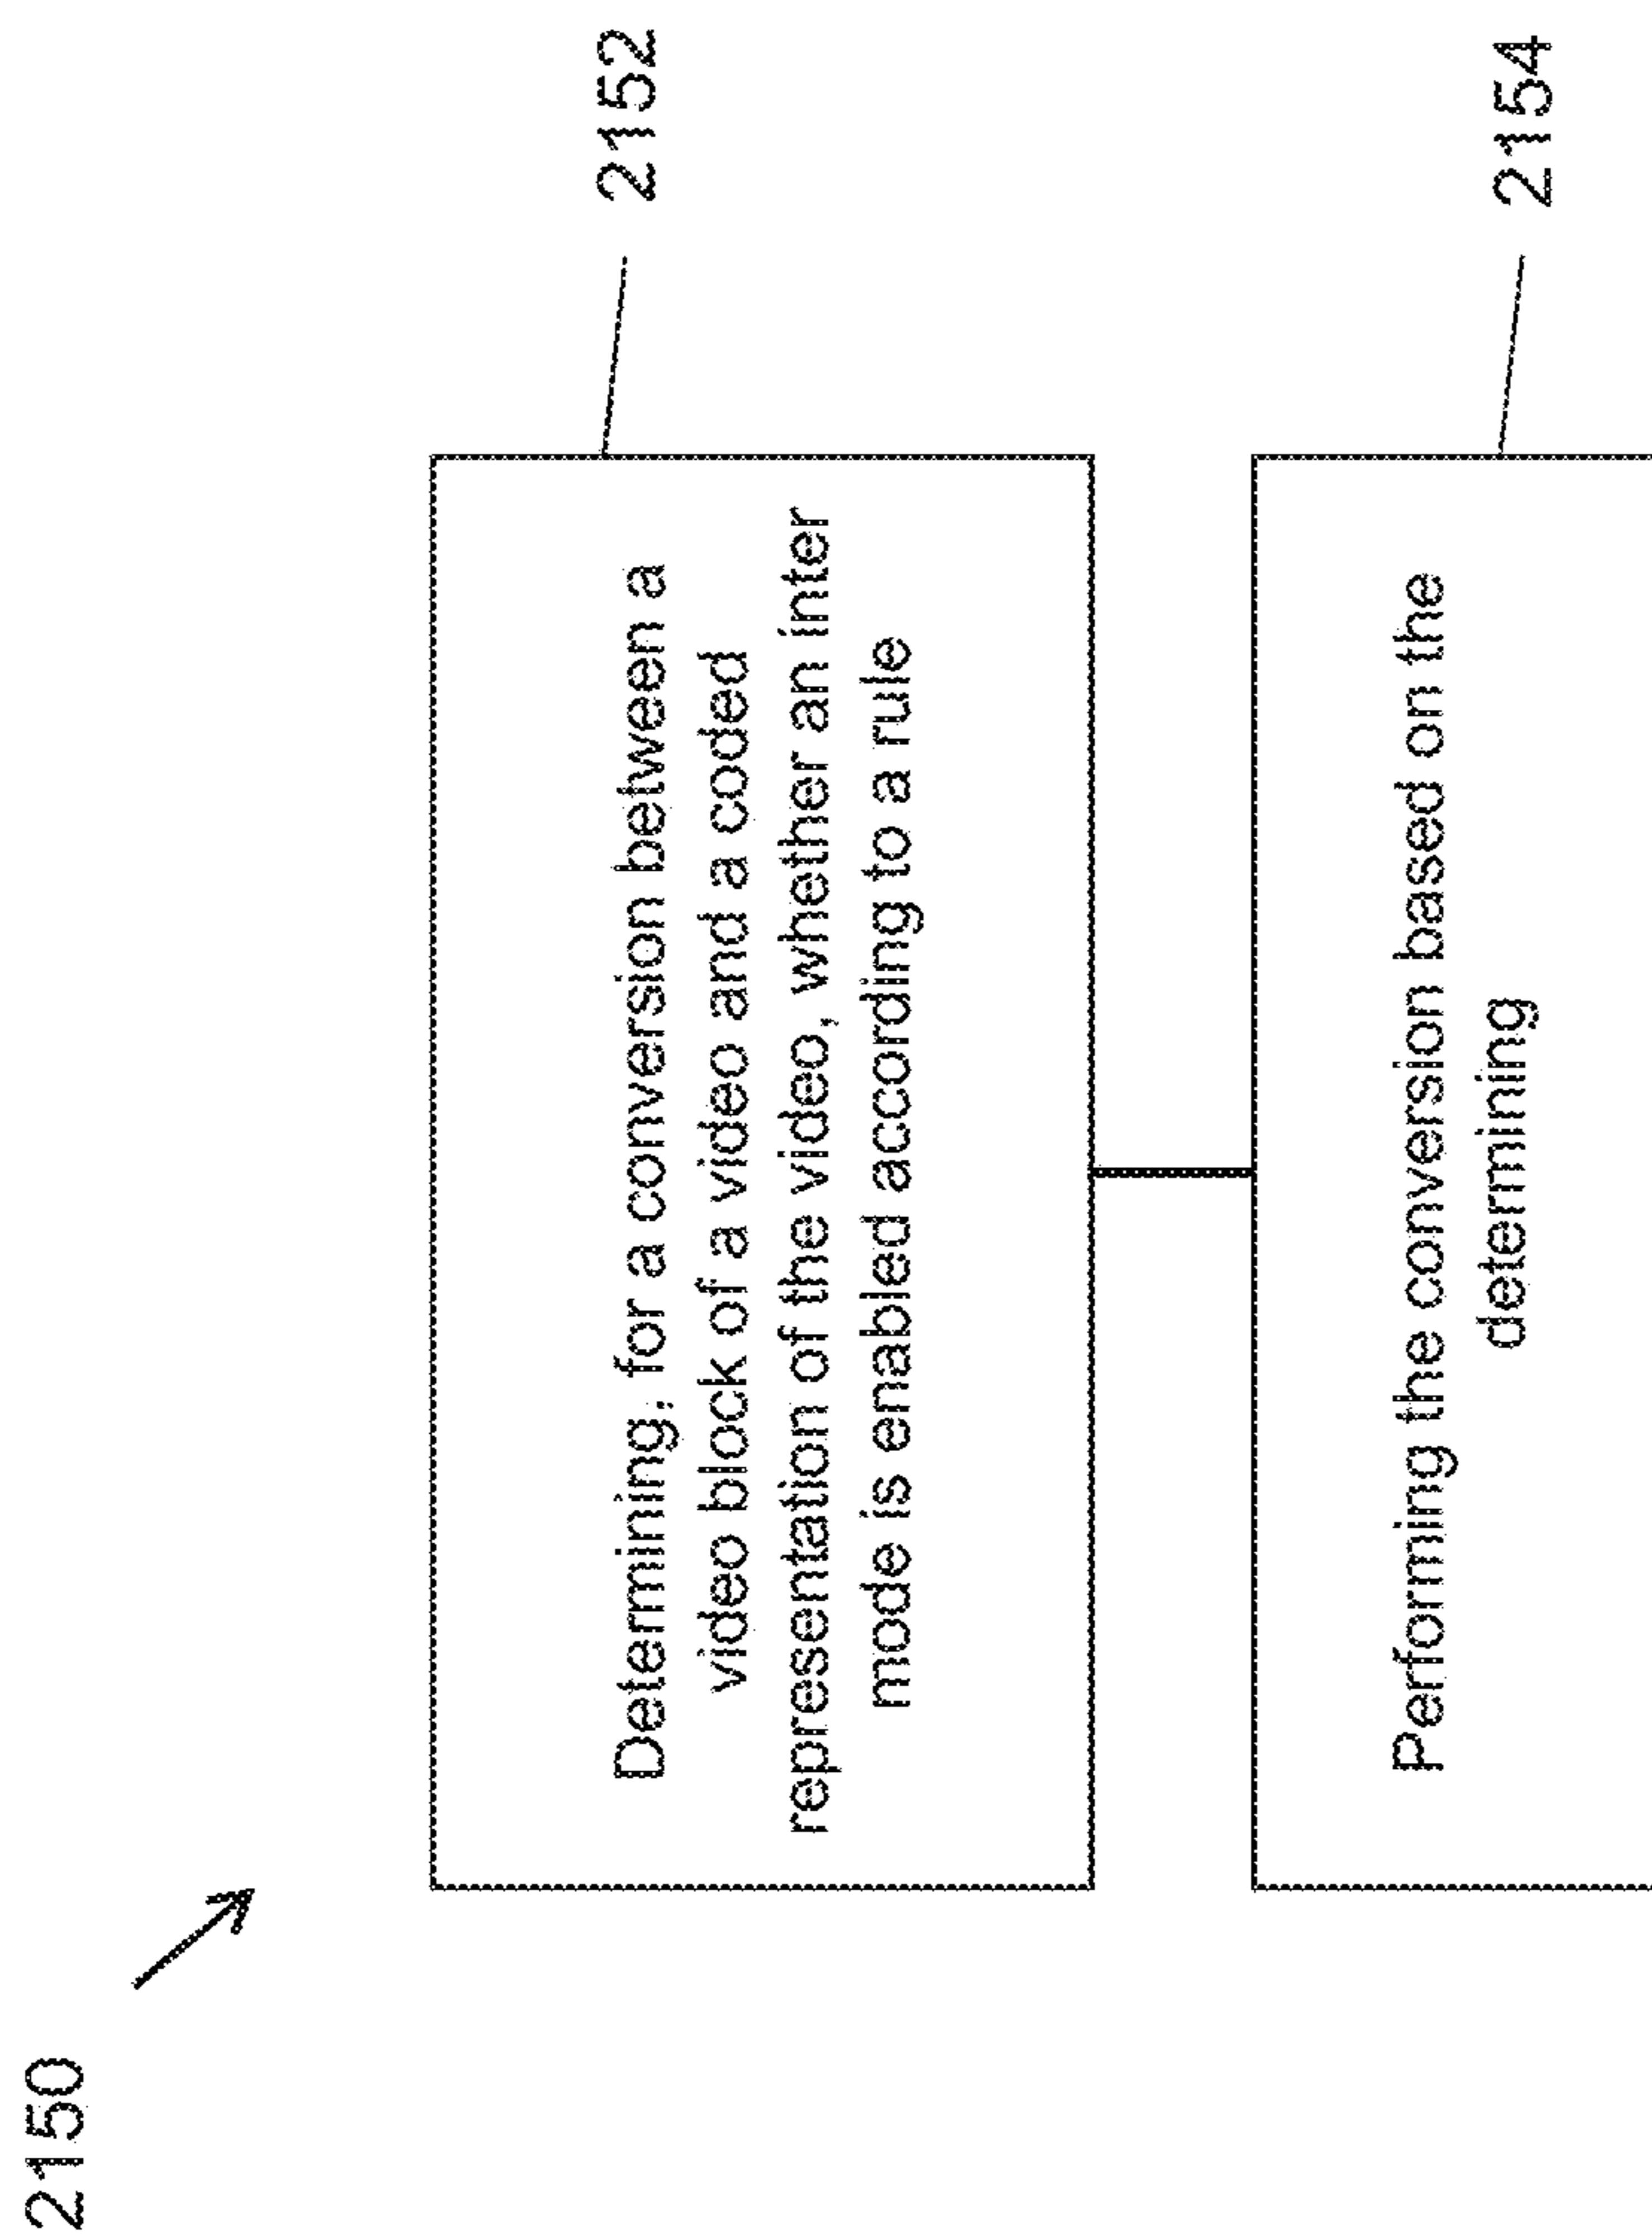 2150
Determining, for a conversion between a
video block of a video and a coded
representation of the video, whether an inter
mode is enabled according to a rule
2152
Performing the conversion based on the
determining
2154